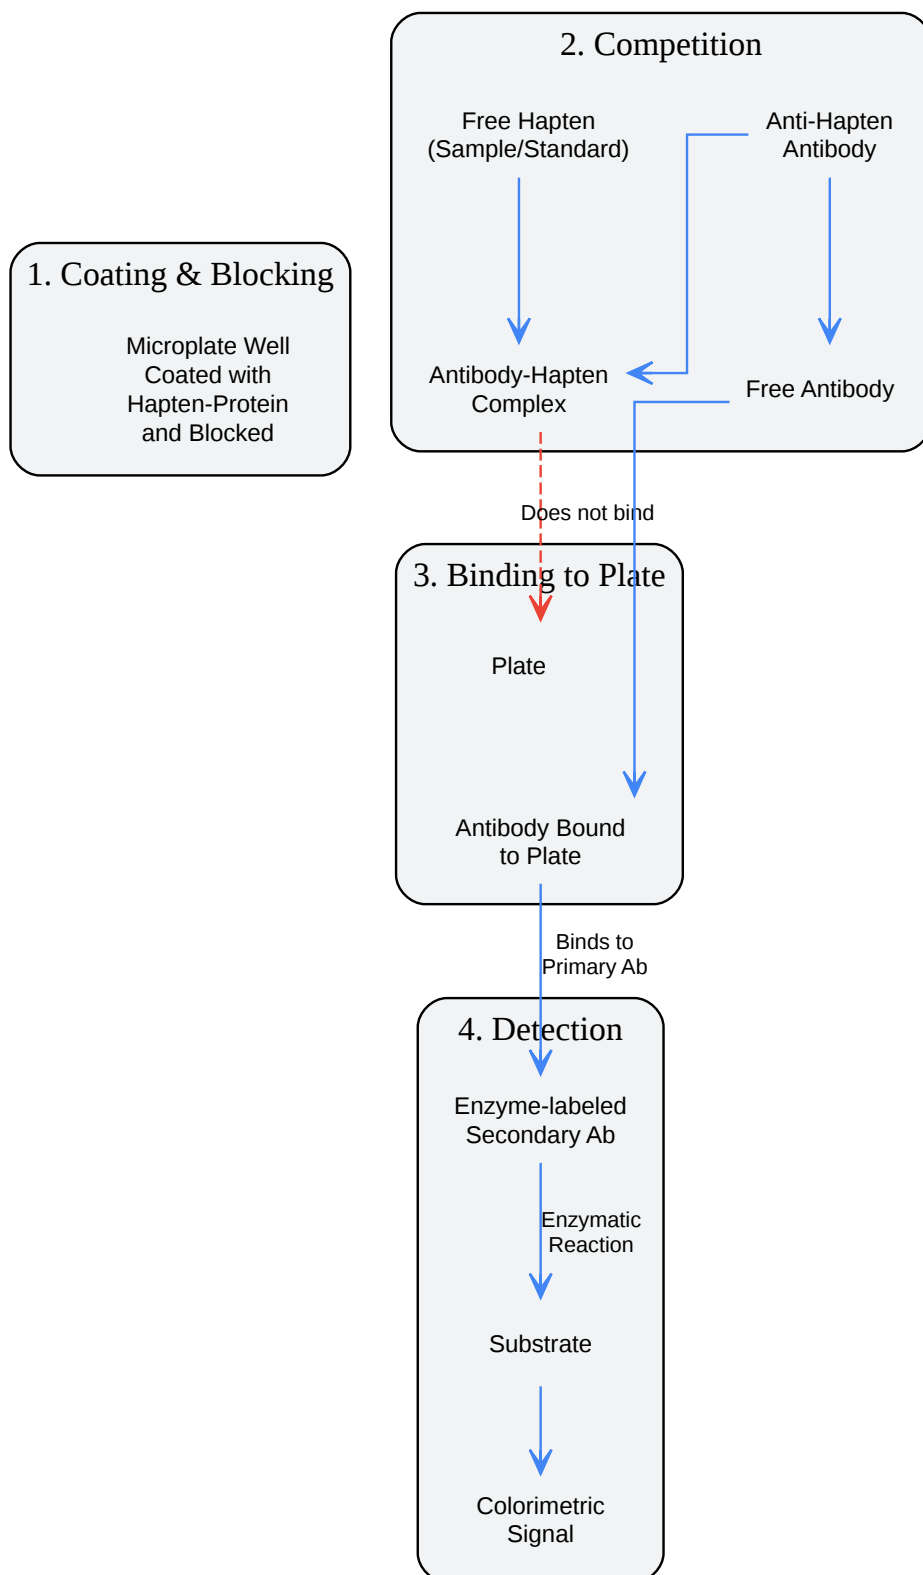 1. Coating & Blocking
Microplate Well
Coated with
Hapten-Protein
and Blocked
2. Competition
Free Hapten
(Sample/Standard)
Anti-Hapten
Antibody
Antibody-Hapten
Complex
Free Antibody
Does not bind
3. Binding to Plate
Plate
Antibody Bound
to Plate
Binds to
Primary Ab
4. Detection
Enzyme-labeled
Secondary Ab
Enzymatic
Reaction
Substrate
Colorimetric
Signal